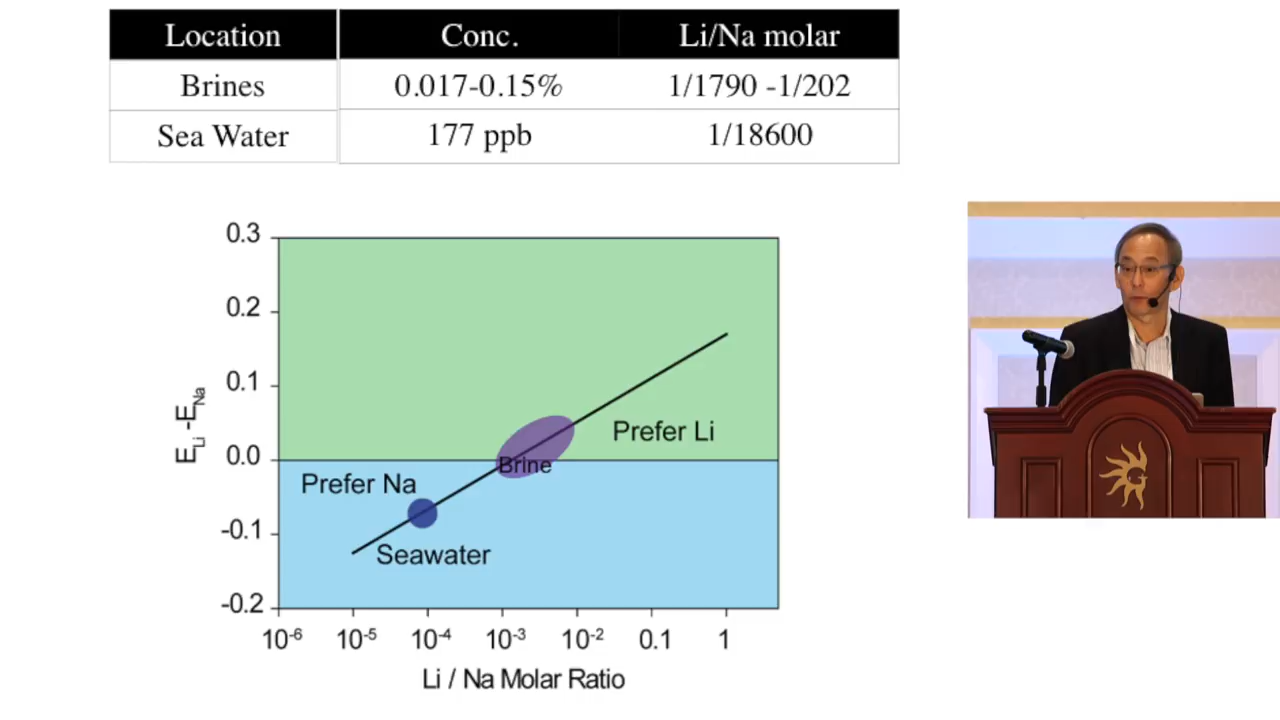 Location Conc. Li/Na molar
Brines 0.017-0.15% 1/1790 -1/202
Sea Water 177 ppb 1/18600
0.3
0.2
0.1
0.0
-0.1
-0.2
E_Li -E_Na
Prefer Li
Brine
Prefer Na
Seawater
10^-6 10^-5 10^-4 10^-3 10^-2 0.1 1
Li / Na Molar Ratio